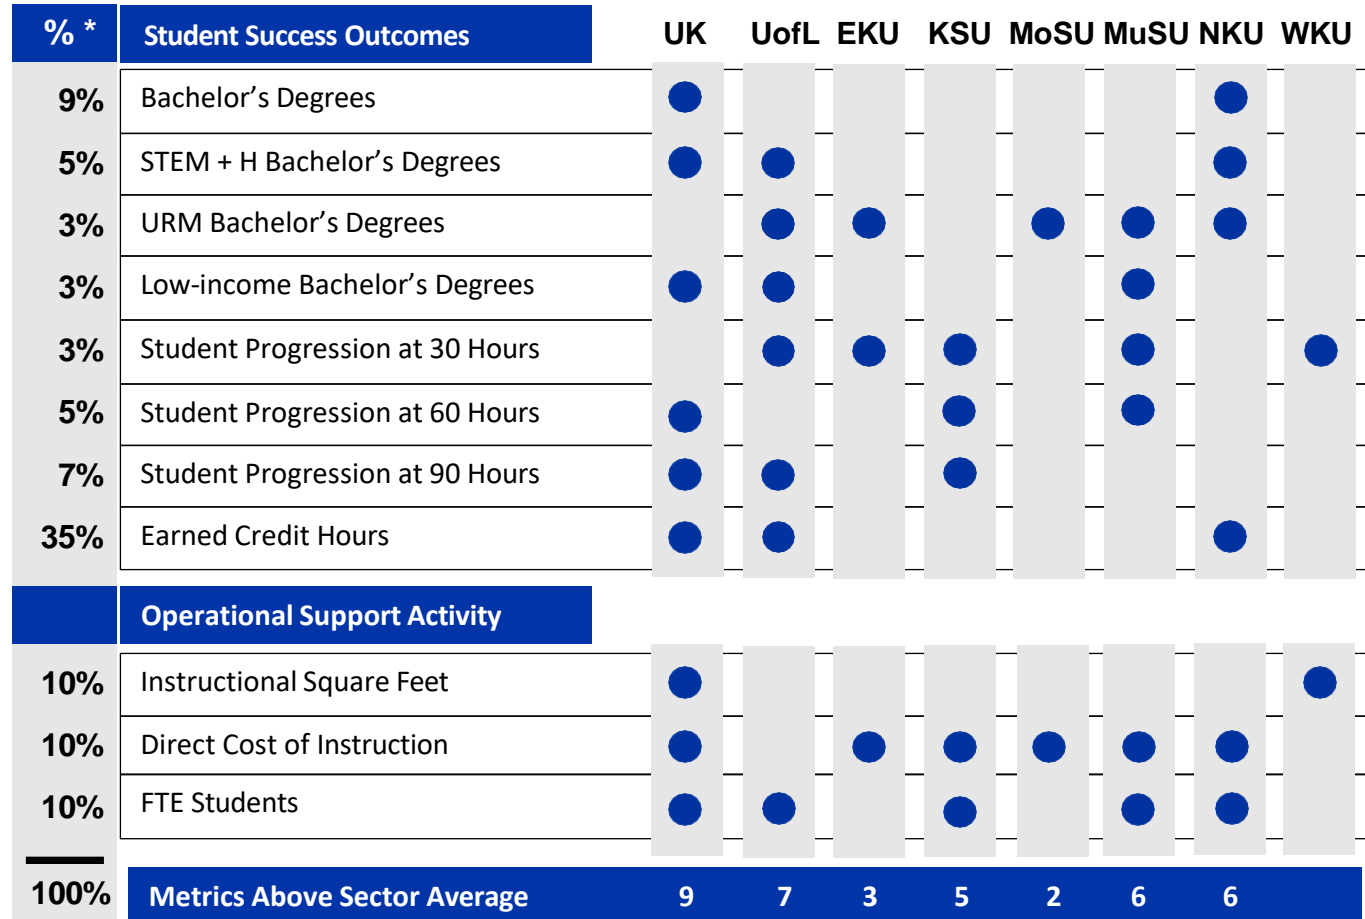 % * Student Success Outcomes UK UofL EKU KSU MoSU MuSU NKU WKU
9% Bachelor’s Degrees
5% STEM + H Bachelor’s Degrees
3% URM Bachelor’s Degrees
3% Low-income Bachelor’s Degrees
3% Student Progression at 30 Hours
5% Student Progression at 60 Hours
7% Student Progression at 90 Hours
35% Earned Credit Hours
Operational Support Activity
10% Instructional Square Feet
10% Direct Cost of Instruction
10% FTE Students
100% Metrics Above Sector Average 9 7 3 5 2 6 6